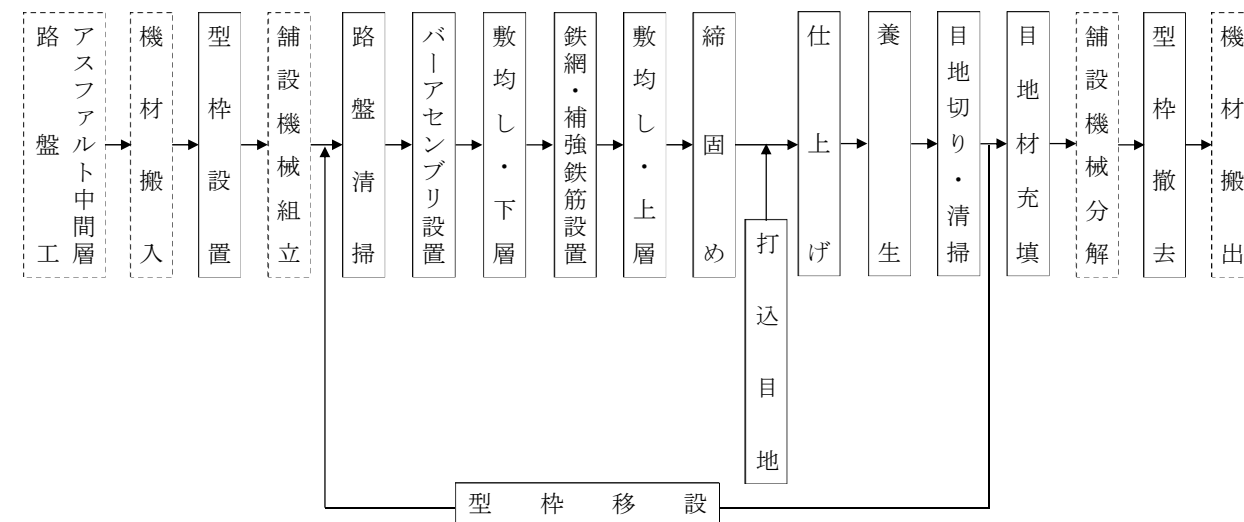 路盤工
アスファルト中間層
機材搬入
型枠設置
舗設機械組立
路盤清掃
バーアセンブリ設置
敷均し・下層
鉄網・補強鉄筋設置
敷均し・上層
締固め
打込目地
仕上げ
養生
目地切り・清掃
目地材充填
舗設機械分解
型枠撤去
機材搬出
型枠移設